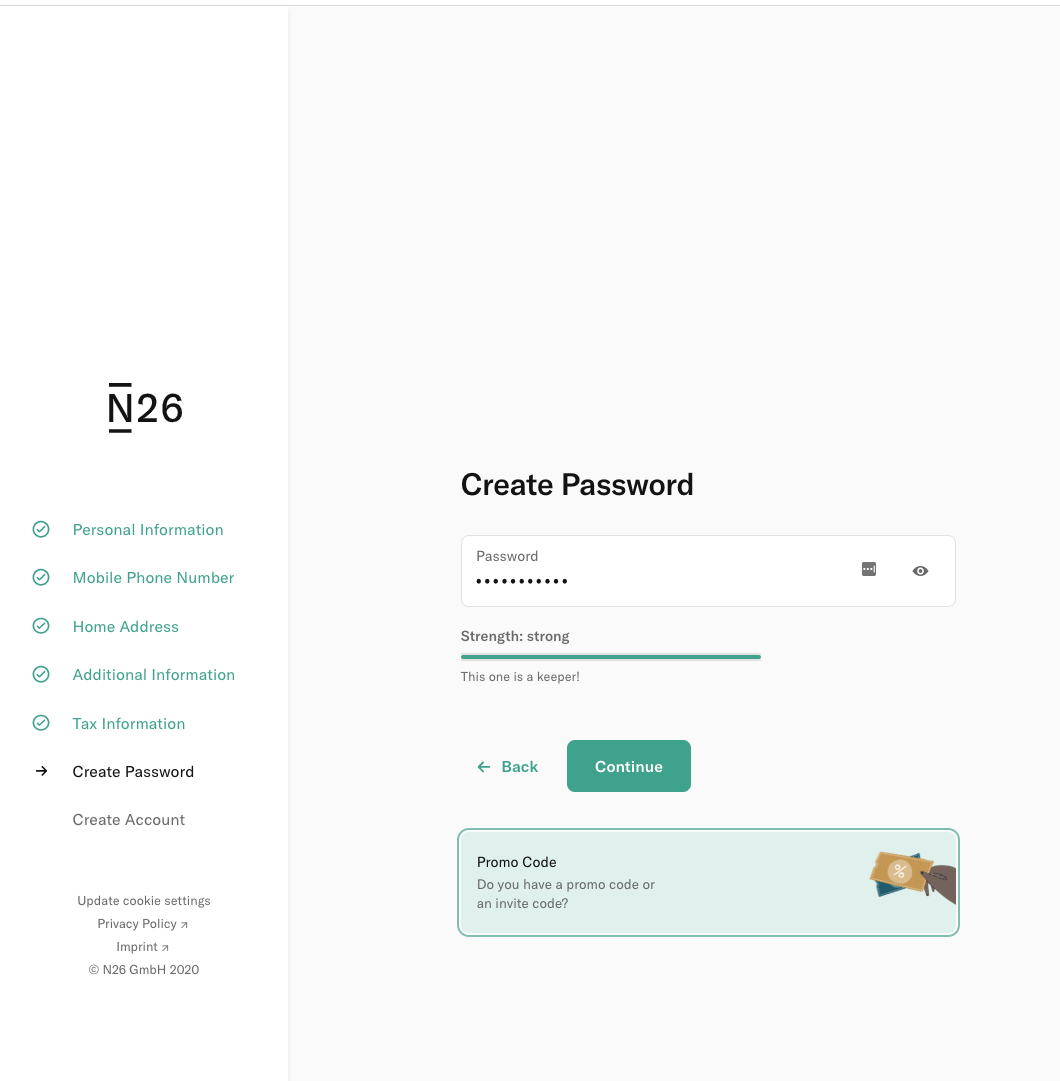 N26
Personal Information
Mobile Phone Number
Home Address
Additional Information
Tax Information
Create Password
Create Account
Update cookie settings
Privacy Policy ↗
Imprint ↗
© N26 GmbH 2020
Create Password
Password
•••••••••••
Strength: strong
This one is a keeper!
← Back
Continue
Promo Code
Do you have a promo code or
an invite code?
%